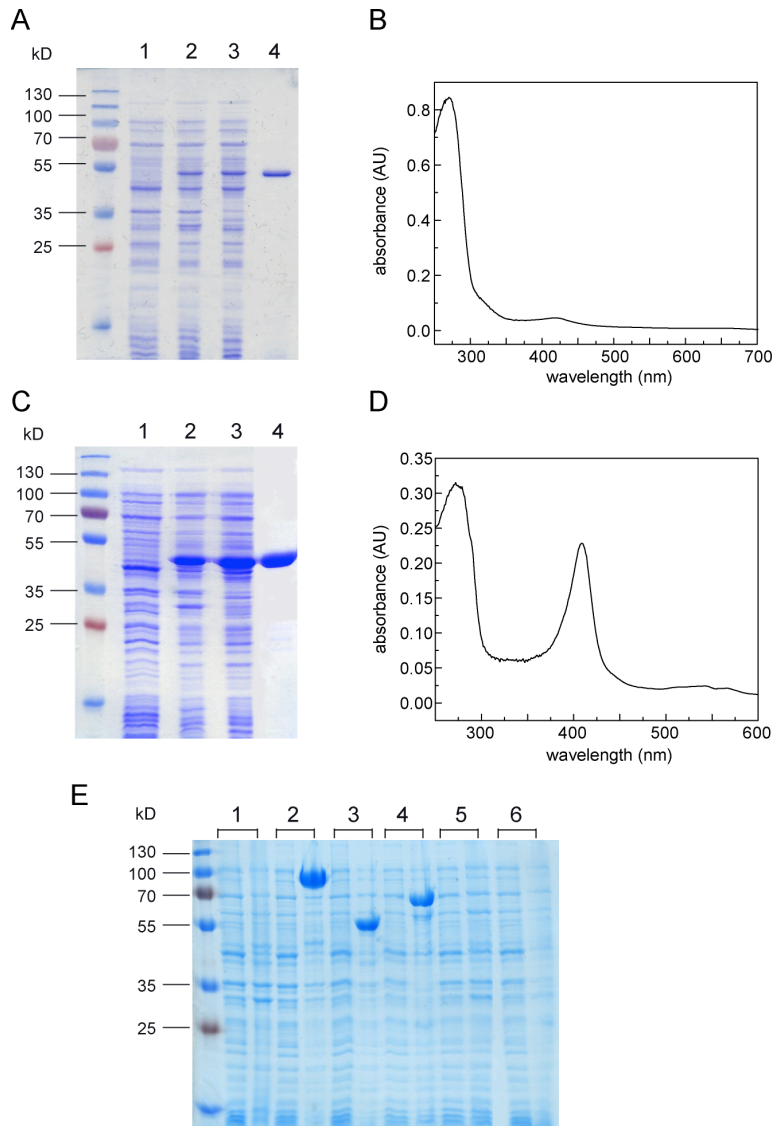 A
kD
1 2 3 4
130
100
70
55
35
25
B
absorbance (AU)
0.8
0.6
0.4
0.2
0.0
300 400 500 600 700
wavelength (nm)
C
kD
1 2 3 4
130
100
70
55
35
25
D
absorbance (AU)
0.35
0.30
0.25
0.20
0.15
0.10
0.05
0.00
300 400 500 600
wavelength (nm)
E
kD
1 2 3 4 5 6
130
100
70
55
35
25